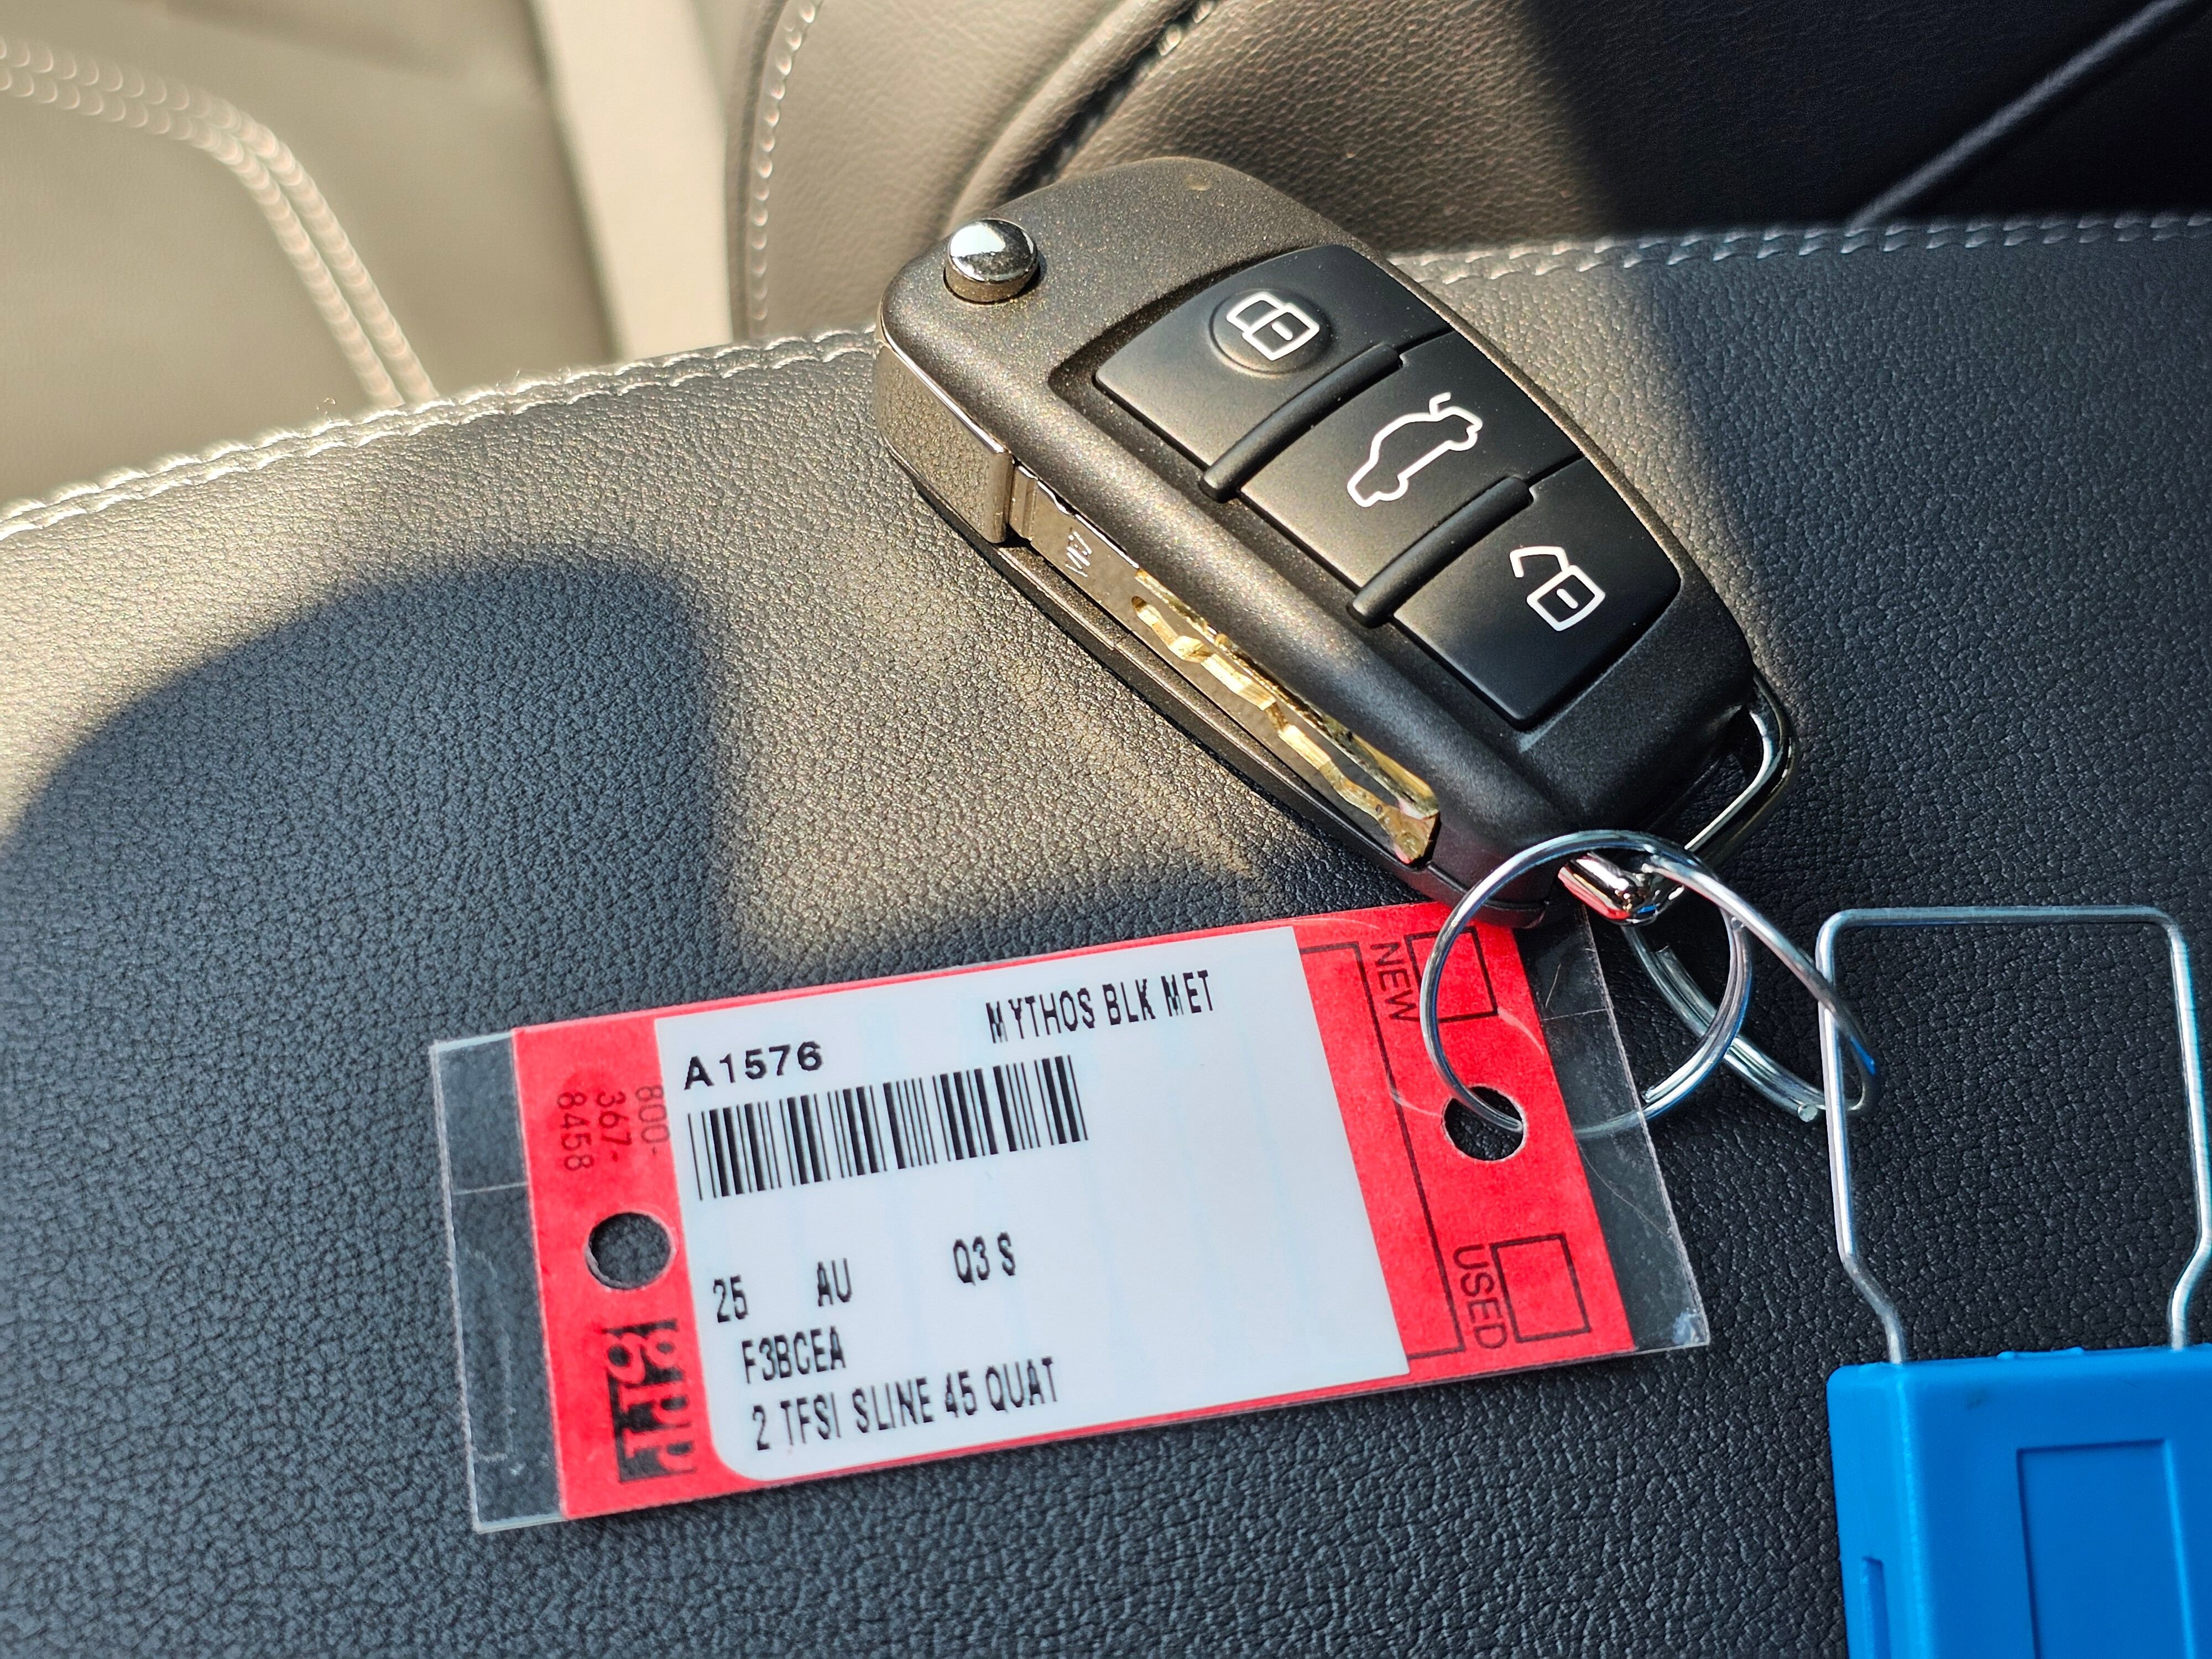 MYTHOS BLK MET
A1576
25 AU Q3 S
F3BCEA
2 TFSI SLINE 45 QUAT
800-
367-
8458
NEW
USED